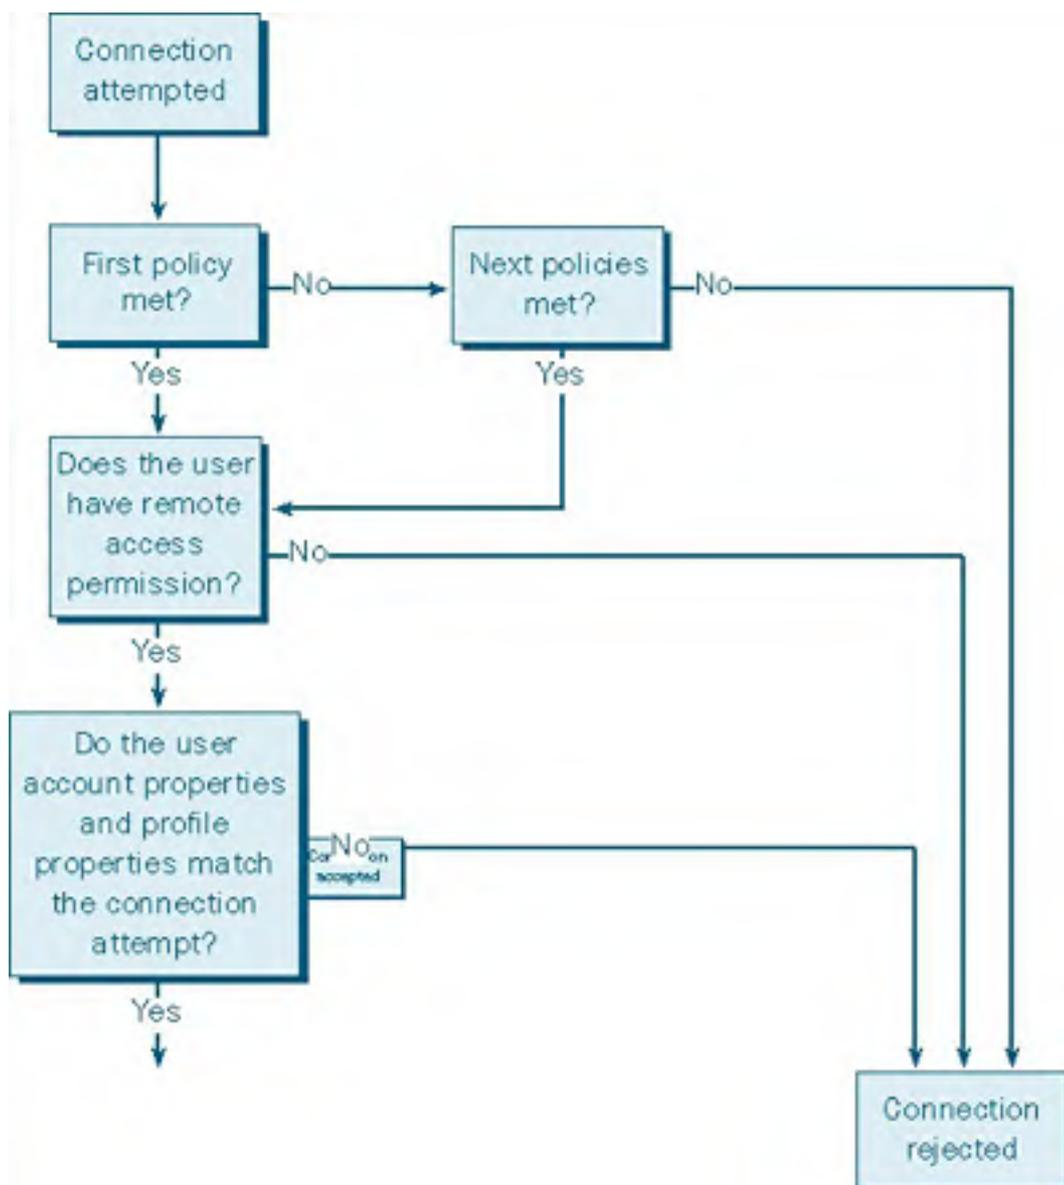 Connection
attempted
First policy
met?
No
Next policies
met?
No
Yes
Yes
Does the user
have remote
access
permission?
No
Yes
Do the user
account properties
and profile
properties match
the connection
attempt?
No
accepted
Yes
Connection
rejected